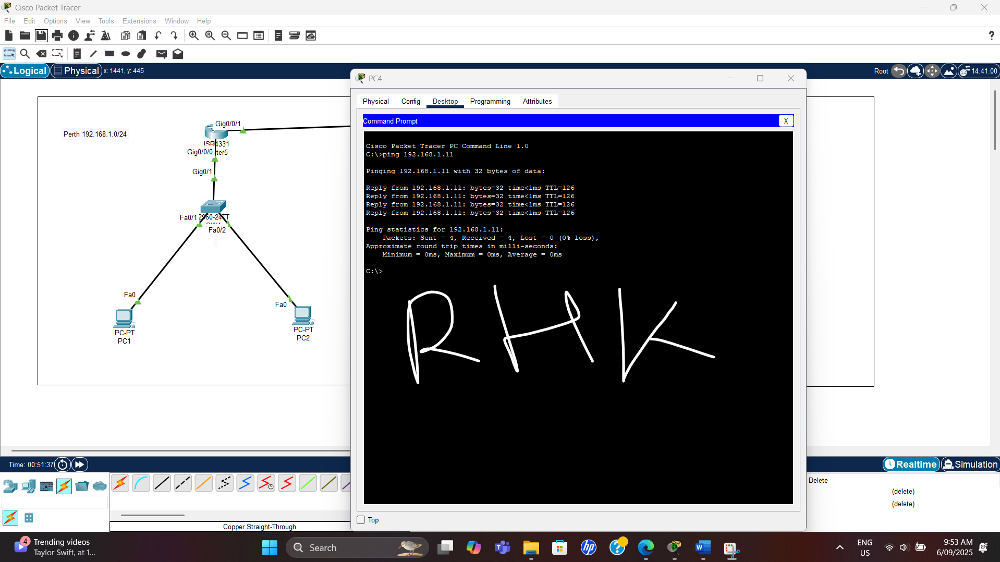 Cisco Packet Tracer
File Edit Options View Tools Extensions Window Help
?
Logical Physical x: 1441, y: 445
Root 14:41:00
Perth 192.168.1.0/24
Gig0/0/1
ISR4331
Gig0/0/0 ter5
Gig0/1
Fa0/1 2960-24TT
Fa0/2
Fa0
PC-PT
PC1
Fa0
PC-PT
PC2
PC4
Physical Config Desktop Programming Attributes
Command Prompt X
Cisco Packet Tracer PC Command Line 1.0
C:\>ping 192.168.1.11
Pinging 192.168.1.11 with 32 bytes of data:
Reply from 192.168.1.11: bytes=32 time<1ms TTL=126
Reply from 192.168.1.11: bytes=32 time<1ms TTL=126
Reply from 192.168.1.11: bytes=32 time<1ms TTL=126
Reply from 192.168.1.11: bytes=32 time<1ms TTL=126
Ping statistics for 192.168.1.11:
Packets: Sent = 4, Received = 4, Lost = 0 (0% loss),
Approximate round trip times in milli-seconds:
Minimum = 0ms, Maximum = 0ms, Average = 0ms
C:\>
RHK
Top
Time: 00:51:37
Realtime Simulation
Copper Straight-Through
Delete
(delete)
(delete)
4
Trending videos
Taylor Swift, at 1...
Search
hp
ENG
US
9:53 AM
6/09/2025